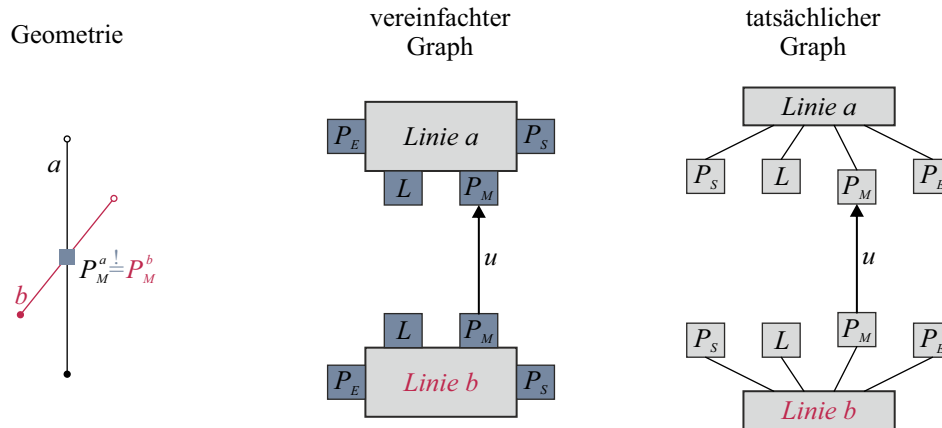 Geometrie
vereinfachter
Graph
tatsächlicher
Graph
a
b
P_M^a =! P_M^b
P_E Linie a P_S
L P_M
u
L P_M
P_E Linie b P_S
Linie a
P_S L P_M P_E
u
P_S L P_M P_E
Linie b